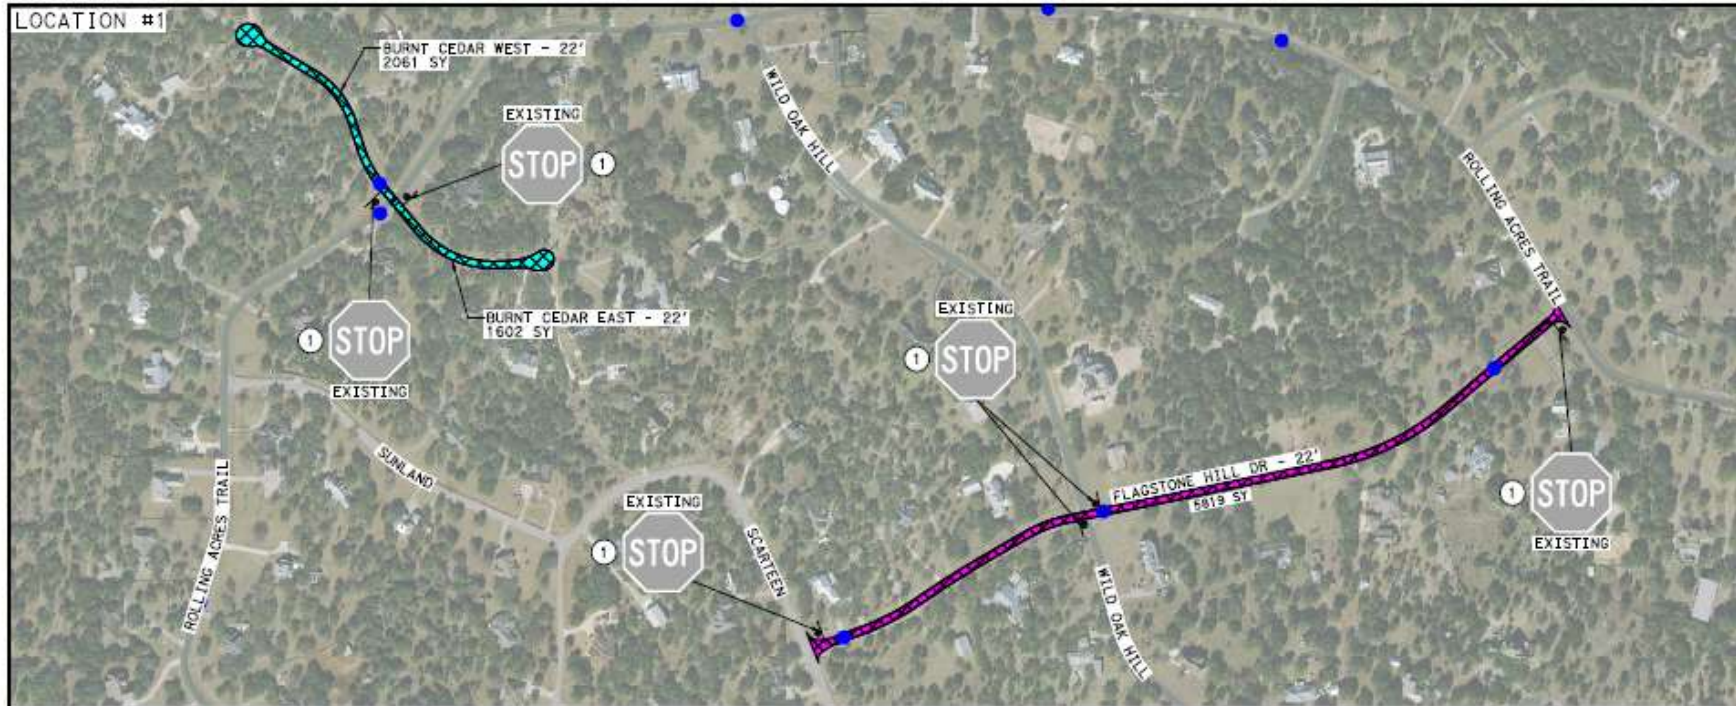 LOCATION #1
BURNT CEDAR WEST - 22'
2061 SY
EXISTING
STOP
1
WILD OAK HILL
ROLLING ACRES TRAIL
BURNT CEDAR EAST - 22'
1602 SY
1
STOP
EXISTING
EXISTING
1
STOP
SUNLAND
ROLLING ACRES TRAIL
FLAGSTONE HILL DR - 22'
5819 SY
1
STOP
EXISTING
EXISTING
1
STOP
SCARTEEN
WILD OAK HILL